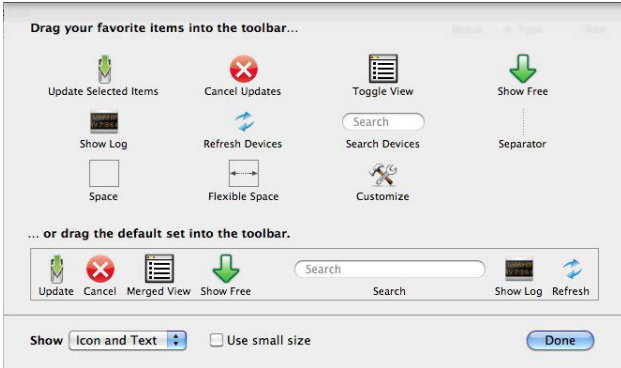 Drag your favorite items into the toolbar...
Update Selected Items Cancel Updates Toggle View Show Free
Search
Show Log Refresh Devices Search Devices Separator
Space Flexible Space Customize
... or drag the default set into the toolbar.
Search
Update Cancel Merged View Show Free Search Show Log Refresh
Show Icon and Text Use small size Done